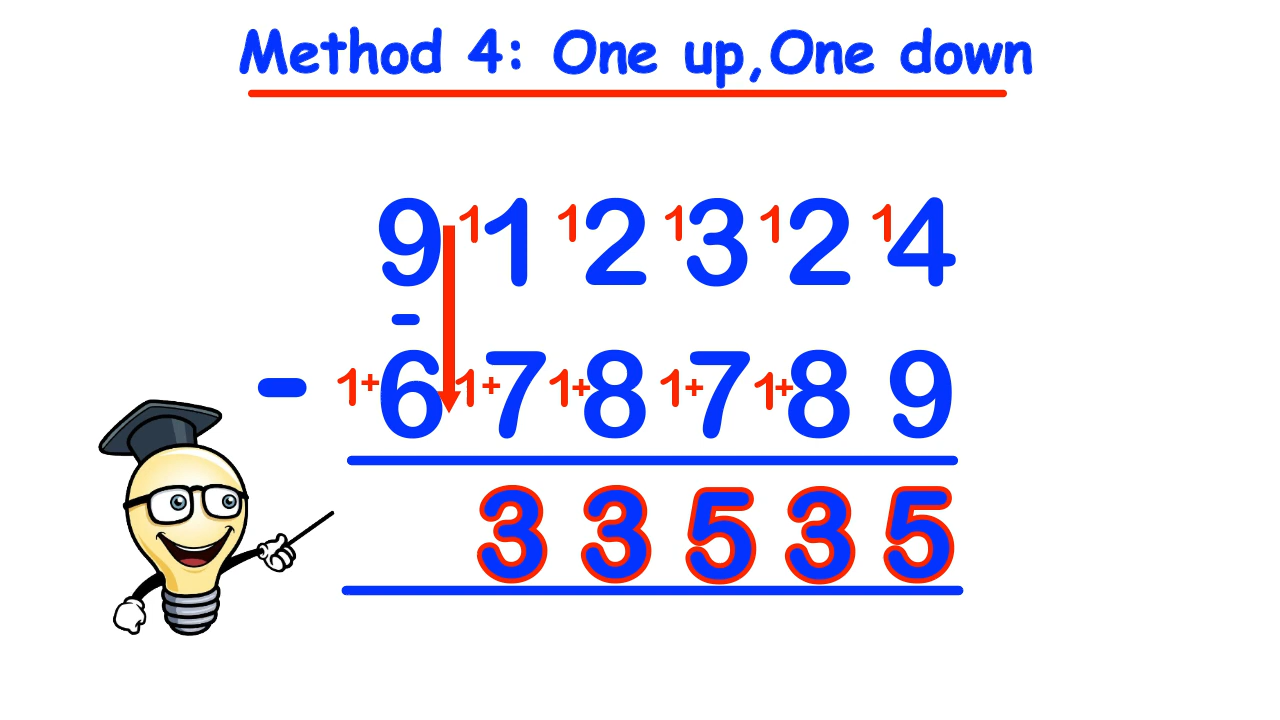 Method 4: One up,One down
9 11 12 13 12 14
-
- 1+6 1+7 1+8 1+7 1+8 9
3 3 5 3 5